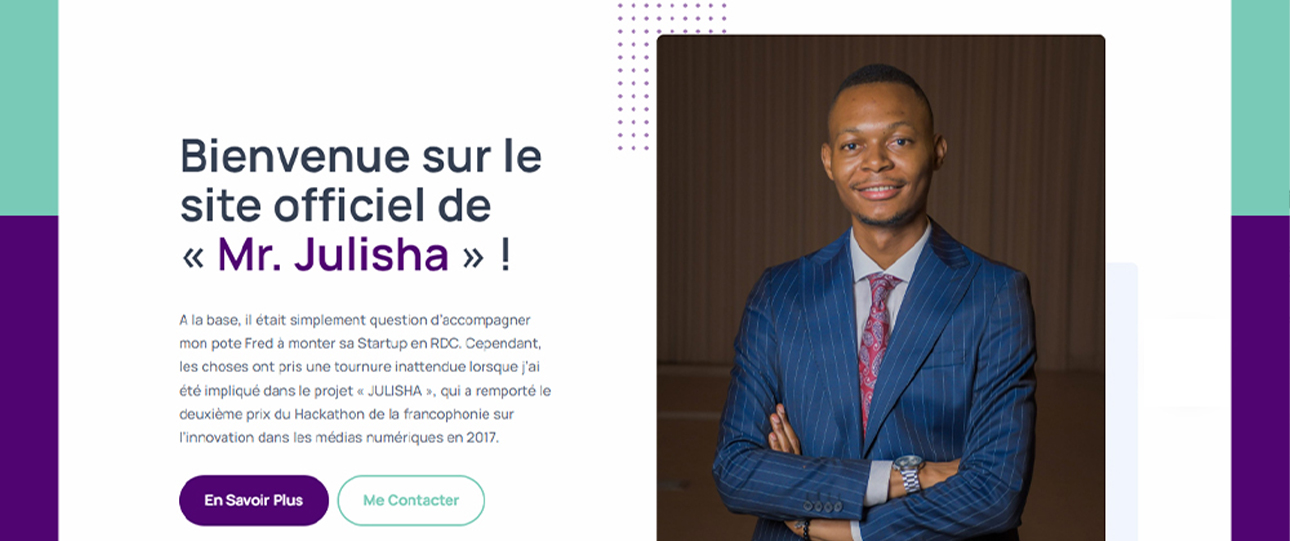 Bienvenue sur le
site officiel de
« Mr. Julisha » !
A la base, il était simplement question d'accompagner
mon pote Fred à monter sa Startup en RDC. Cependant,
les choses ont pris une tournure inattendue lorsque j'ai
été impliqué dans le projet « JULISHA », qui a remporté le
deuxième prix du Hackathon de la francophonie sur
l'innovation dans les médias numériques en 2017.
En Savoir Plus
Me Contacter